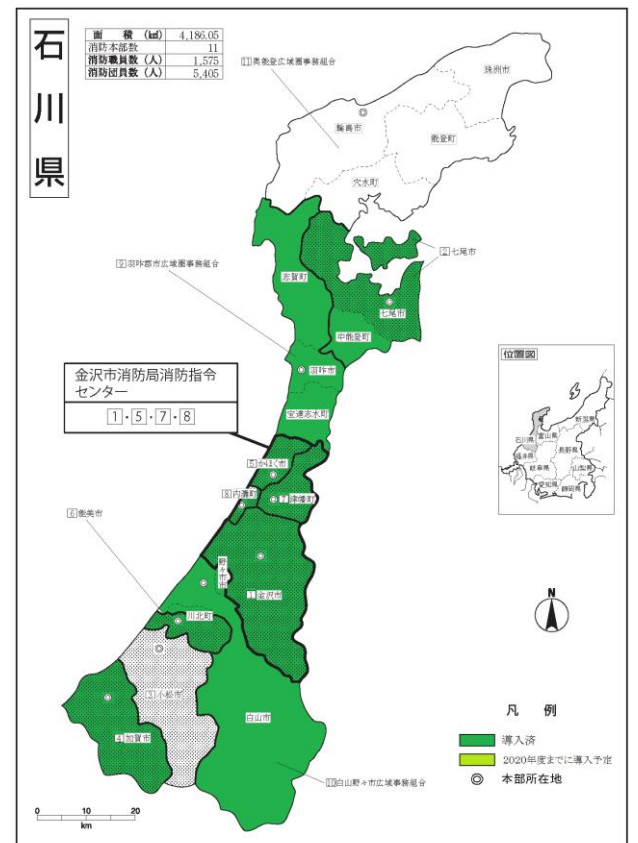 石川県
面　積 (㎢) 4,186.05
消防本部数 11
消防職員数 (人) 1,575
消防団員数 (人) 5,405
11奥能登広域圏事務組合
珠洲市
輪島市
能登町
穴水町
2七尾市
9羽咋郡市広域圏事務組合
志賀町
七尾市
中能登町
羽咋市
宝達志水町
金沢市消防局消防指令
センター
1・5・7・8
5かほく市
8内灘町
7津幡町
6能美市
野々市市
1金沢市
川北町
3小松市
白山市
4加賀市
10白山野々市広域事務組合
位置図
新潟県
石川県
富山県
福井県
長野県
岐阜県
山梨県
愛知県
静岡県
N
凡　例
導入済
2020年度までに導入予定
本部所在地
0 10 20
km